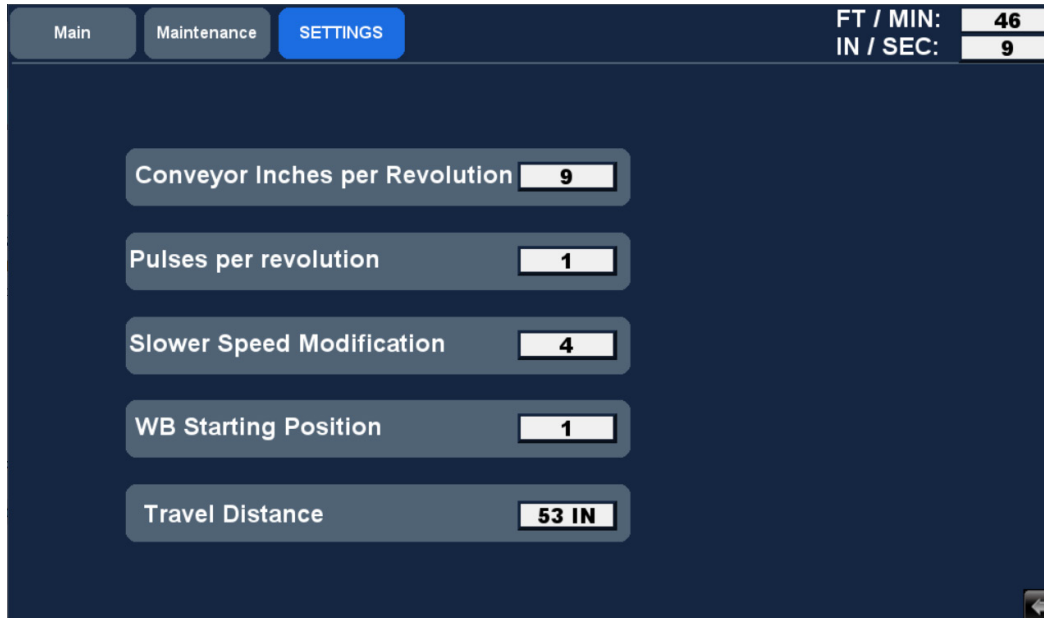 Main Maintenance SETTINGS FT / MIN: 46
IN / SEC: 9
Conveyor Inches per Revolution 9
Pulses per revolution 1
Slower Speed Modification 4
WB Starting Position 1
Travel Distance 53 IN